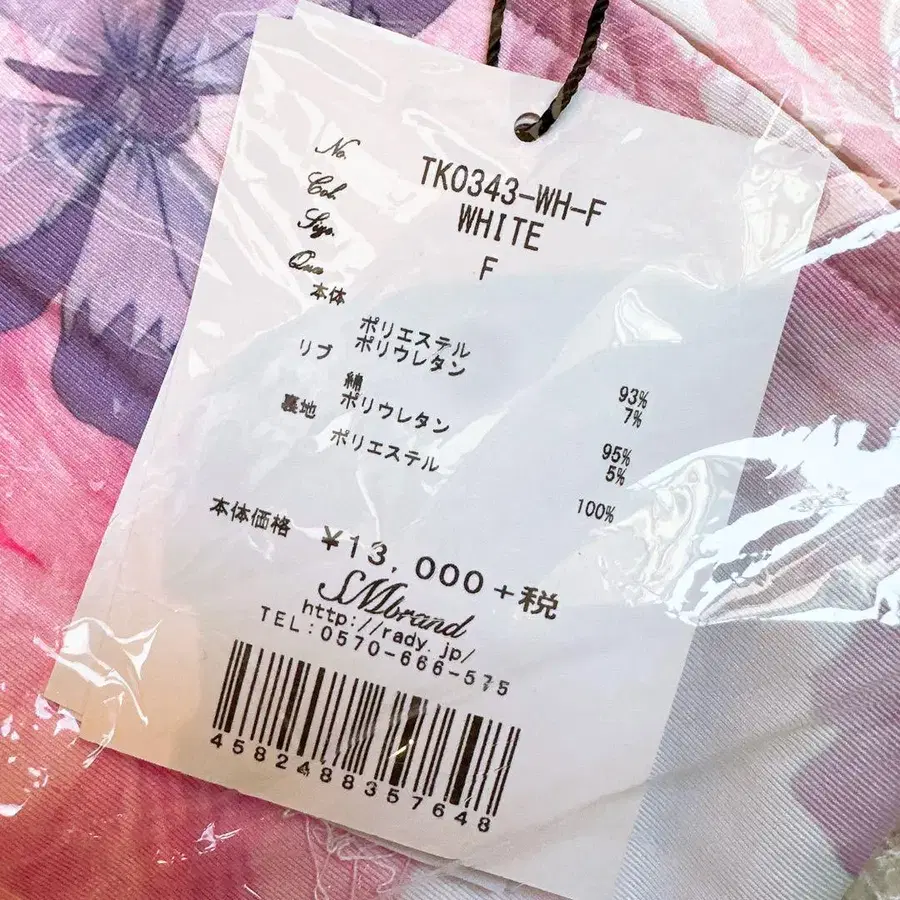 No. TK0343-WH-F
Col. WHITE
Siz. F
Qua
本体
ポリエステル 93%
ポリウレタン 7%
リブ
綿 95%
ポリウレタン 5%
裏地
ポリエステル 100%
本体価格 ¥13,000+税
SMbrand
http://rady.jp/
TEL:0570-666-575
4582488357648